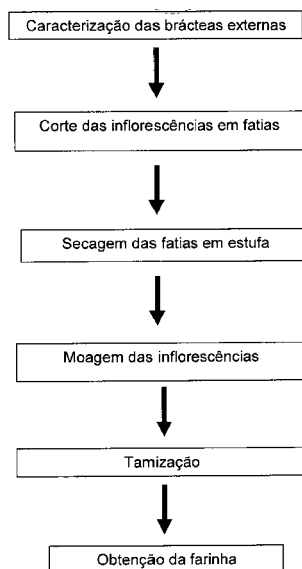 Caracterização das brácteas externas
Corte das inflorescências em fatias
Secagem das fatias em estufa
Moagem das inflorescências
Tamização
Obtenção da farinha